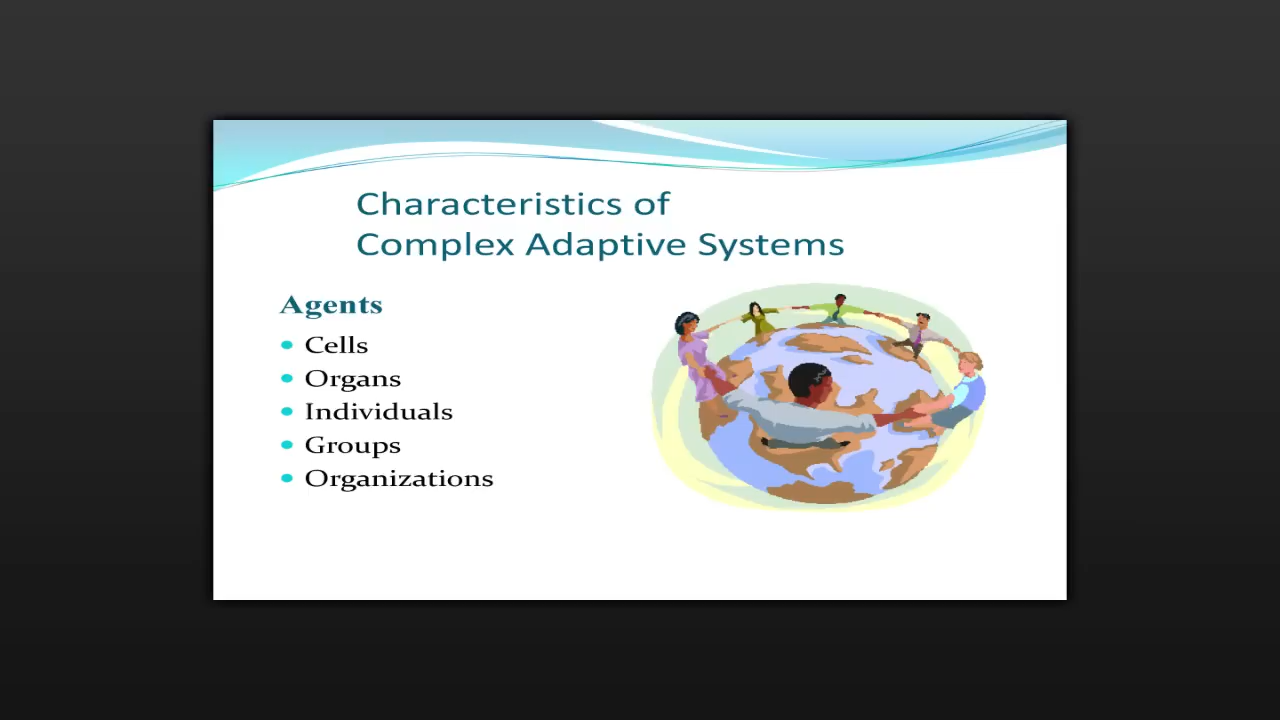 Characteristics of
Complex Adaptive Systems
Agents
Cells
Organs
Individuals
Groups
Organizations